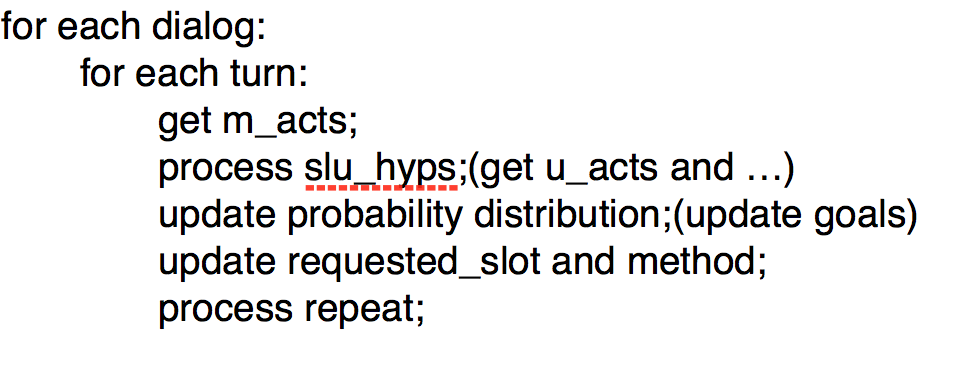 for each dialog:
for each turn:
get m_acts;
process slu_hyps;(get u_acts and ...)
update probability distribution;(update goals)
update requested_slot and method;
process repeat;